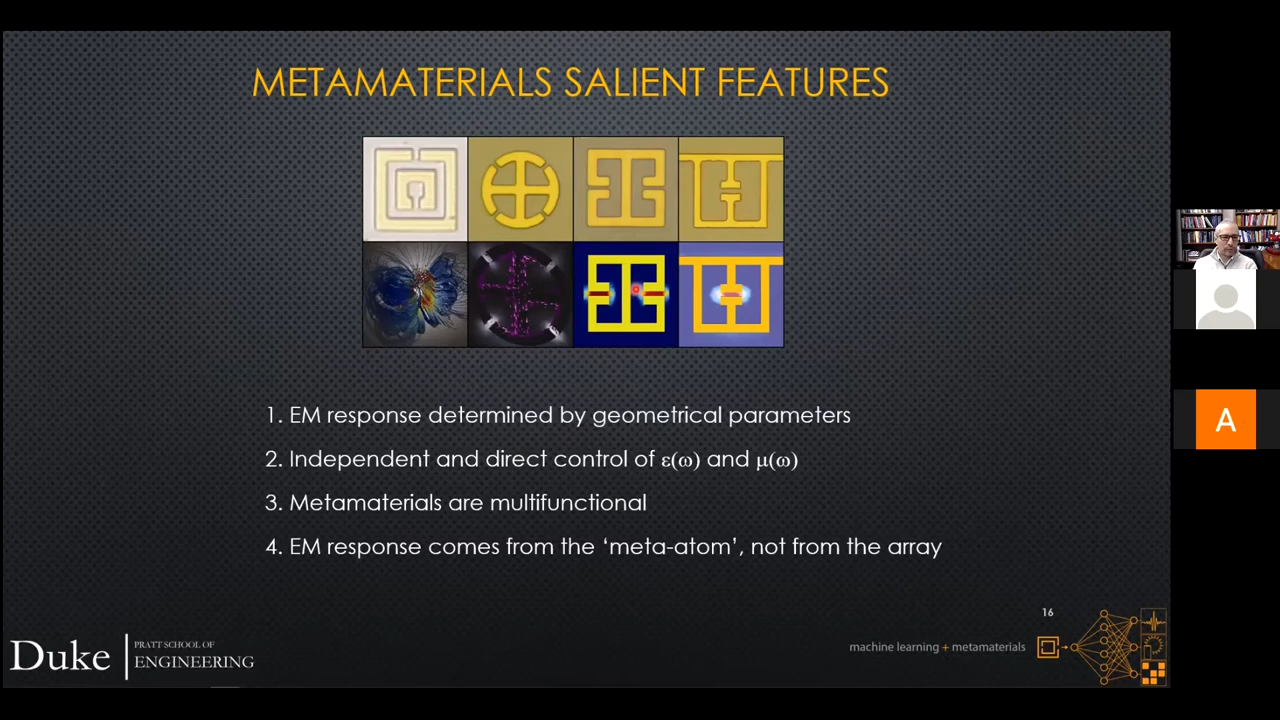 METAMATERIALS SALIENT FEATURES
1. EM response determined by geometrical parameters
2. Independent and direct control of ε(ω) and μ(ω)
3. Metamaterials are multifunctional
4. EM response comes from the ‘meta-atom’, not from the array
16
Duke
PRATT SCHOOL OF
ENGINEERING
machine learning + metamaterials
A